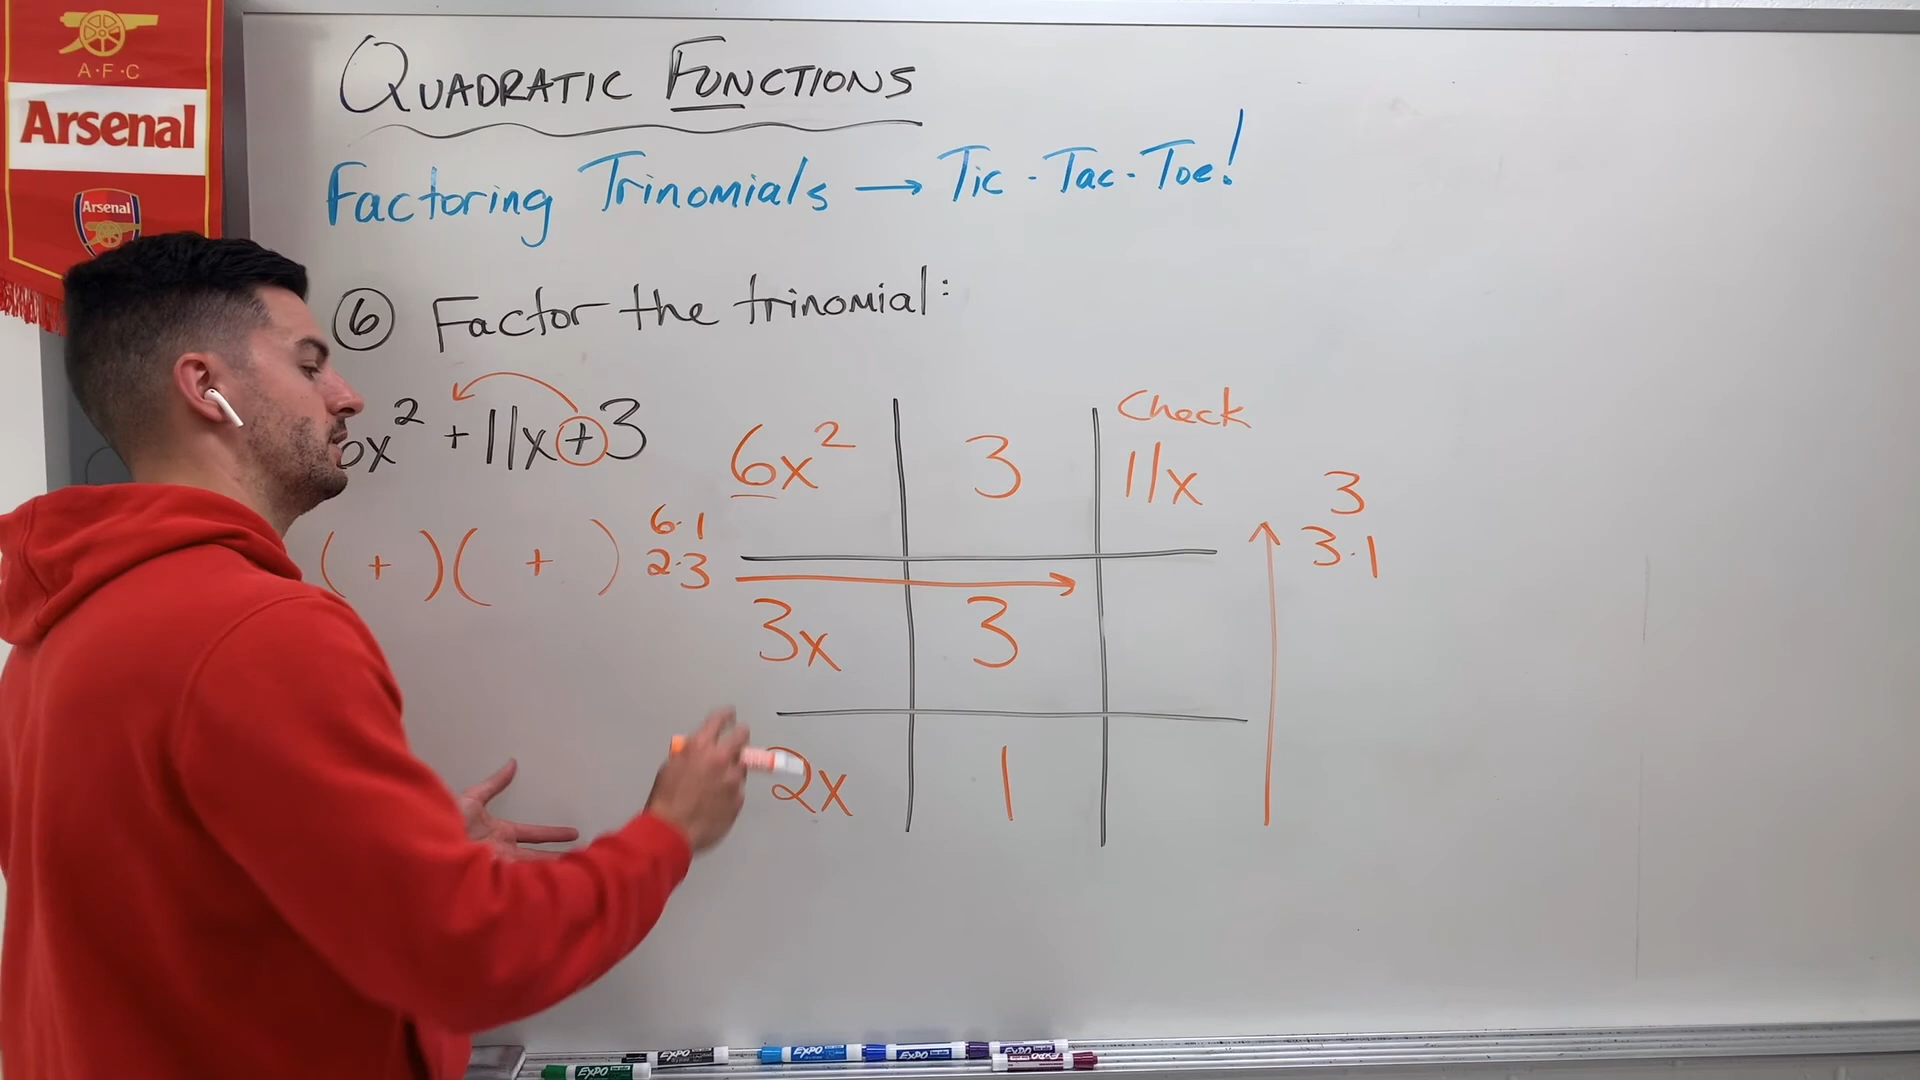 A·F·C
Arsenal
Arsenal
QUADRATIC FUNCTIONS
Factoring Trinomials → Tic-Tac-Toe!
⑥ Factor the trinomial:
x² + 11x + 3
( + )( + )
6·1
2·3
6x² 3 11x
Check
3x 3
2x 1
3
3·1
EXPO
EXPO
EXPO
EXPO
EXPO